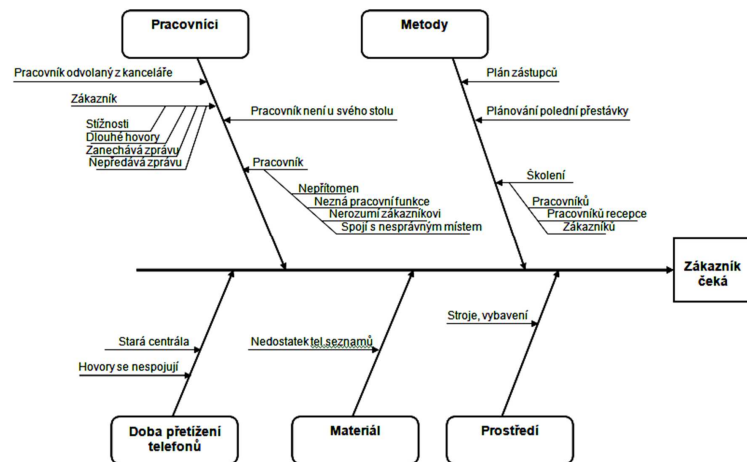 Pracovníci
Metody
Pracovník odvolaný z kanceláře
Zákazník
Stížnosti
Dlouhé hovory
Zanechává zprávu
Nepředává zprávu
Pracovník není u svého stolu
Pracovník
Nepřítomen
Nezná pracovní funkce
Nerozumí zákazníkovi
Spojí s nesprávným místem
Plán zástupců
Plánování polední přestávky
Školení
Pracovníků
Pracovníků recepce
Zákazníků
Zákazník
čeká
Stará centrála
Hovory se nespojují
Nedostatek tel.seznamů
Stroje, vybavení
Doba přetížení
telefonů
Materiál
Prostředí